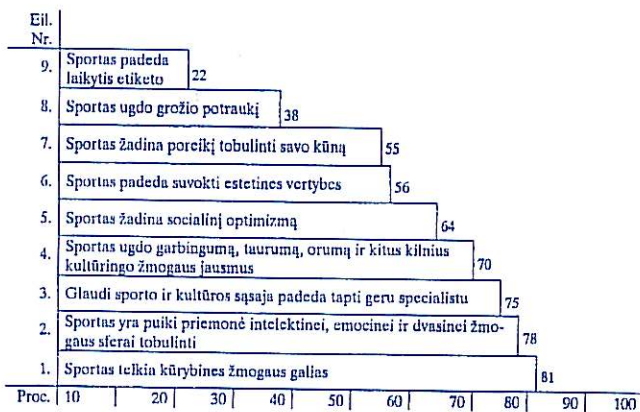 Eil.
Nr.
9. Sportas padeda
laikytis etiketo 22
8. Sportas ugdo grožio potraukį 38
7. Sportas žadina poreikį tobulinti savo kūną 55
6. Sportas padeda suvokti estetines vertybes 56
5. Sportas žadina socialinį optimizmą 64
4. Sportas ugdo garbingumą, taurumą, orumą ir kitus kilnius
kultūringo žmogaus jausmus 70
3. Glaudi sporto ir kultūros sąsaja padeda tapti geru specialistu 75
2. Sportas yra puiki priemonė intelektinei, emocinei ir dvasinei žmo-
gaus sferai tobulinti 78
1. Sportas telkia kūrybines žmogaus galias 81
Proc. 10 20 30 40 50 60 70 80 90 100